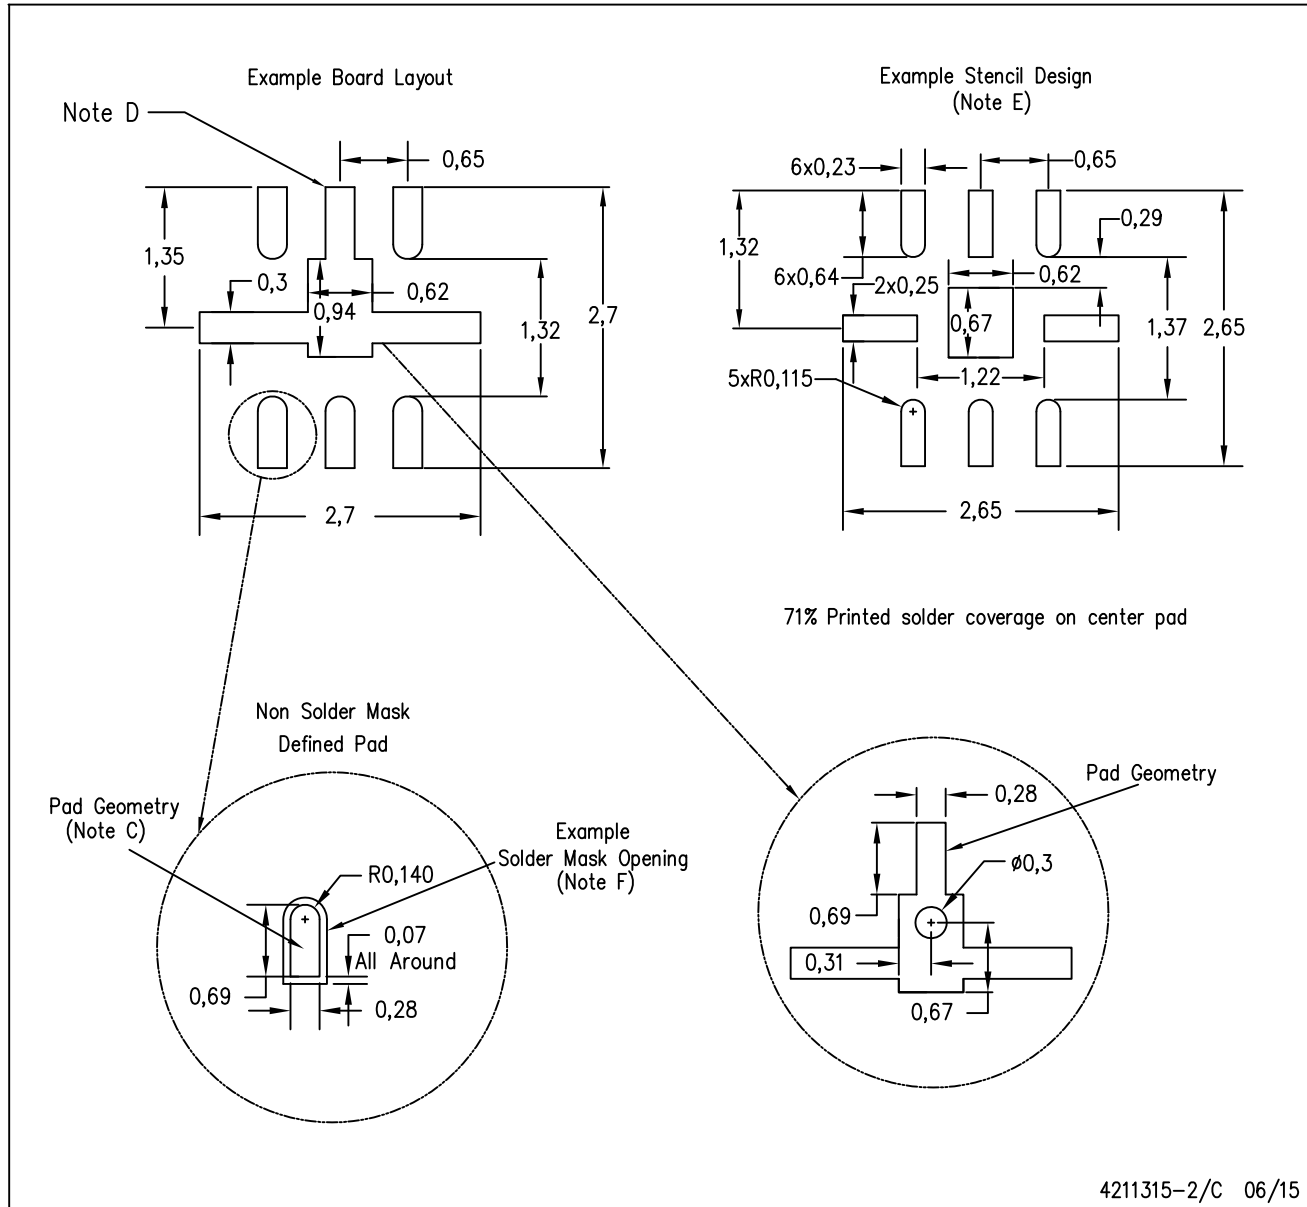 Example Board Layout
Note D
0,65
1,35
0,3
0,62
0,94
1,32
2,7
2,7
Example Stencil Design
(Note E)
6x0,23
0,65
0,29
1,32
6x0,64
2x0,25
0,62
0,67
1,37
2,65
5xR0,115
1,22
2,65
71% Printed solder coverage on center pad
Non Solder Mask
Defined Pad
Pad Geometry
(Note C)
Example
Solder Mask Opening
(Note F)
R0,140
0,07
All Around
0,69
0,28
Pad Geometry
0,28
ø0,3
0,69
0,31
0,67
4211315-2/C 06/15